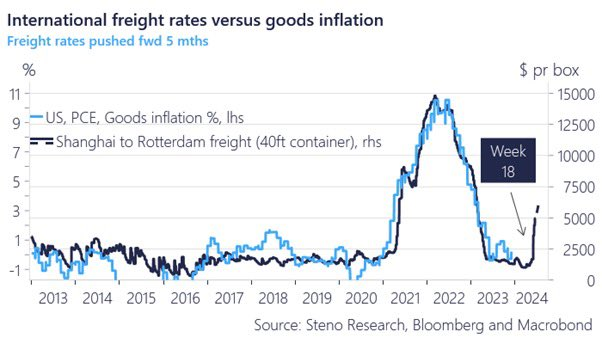 International freight rates versus goods inflation
Freight rates pushed fwd 5 mths
% $ pr box
11 15000
9 12500
7 10000
5 7500
3 5000
1 2500
-1 0
US, PCE, Goods inflation %, lhs
Shanghai to Rotterdam freight (40ft container), rhs
Week
18
2013 2014 2015 2016 2017 2018 2019 2020 2021 2022 2023 2024
Source: Steno Research, Bloomberg and Macrobond